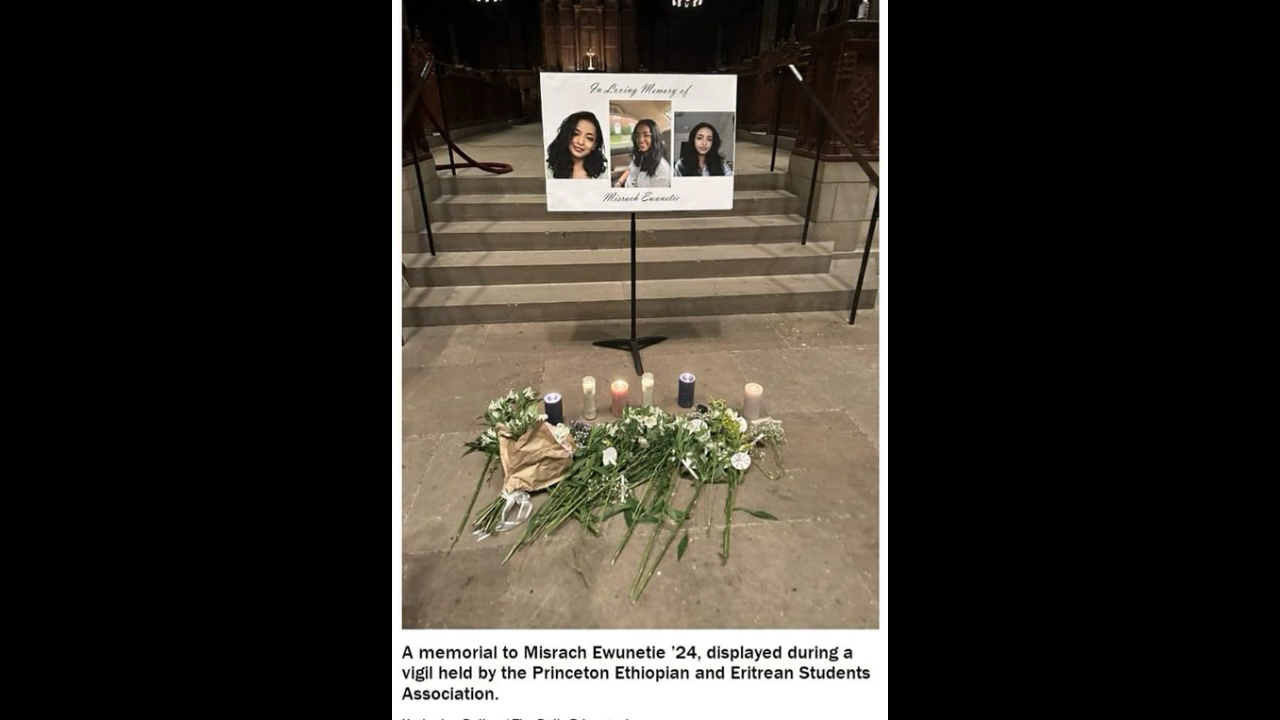 In Loving Memory of
Misrach Ewunetie
A memorial to Misrach Ewunetie ’24, displayed during a
vigil held by the Princeton Ethiopian and Eritrean Students
Association.